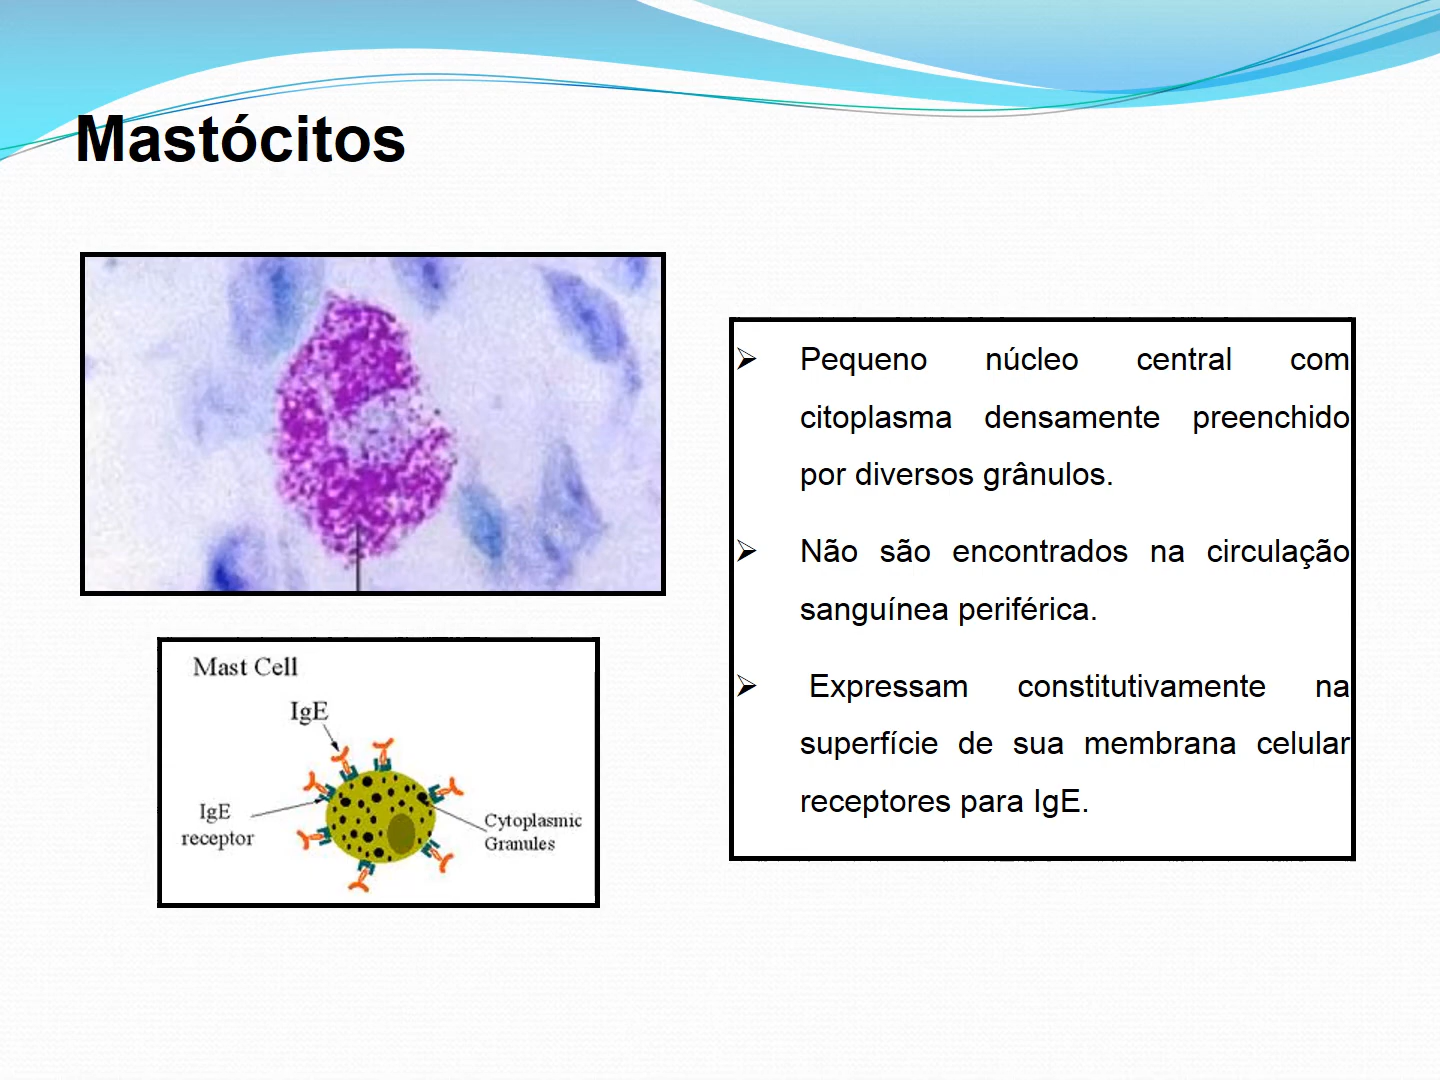 Mastócitos
Mast Cell
IgE
IgE
receptor
Cytoplasmic
Granules
➢ Pequeno núcleo central com
citoplasma densamente preenchido
por diversos grânulos.
➢ Não são encontrados na circulação
sanguínea periférica.
➢ Expressam constitutivamente na
superfície de sua membrana celular
receptores para IgE.